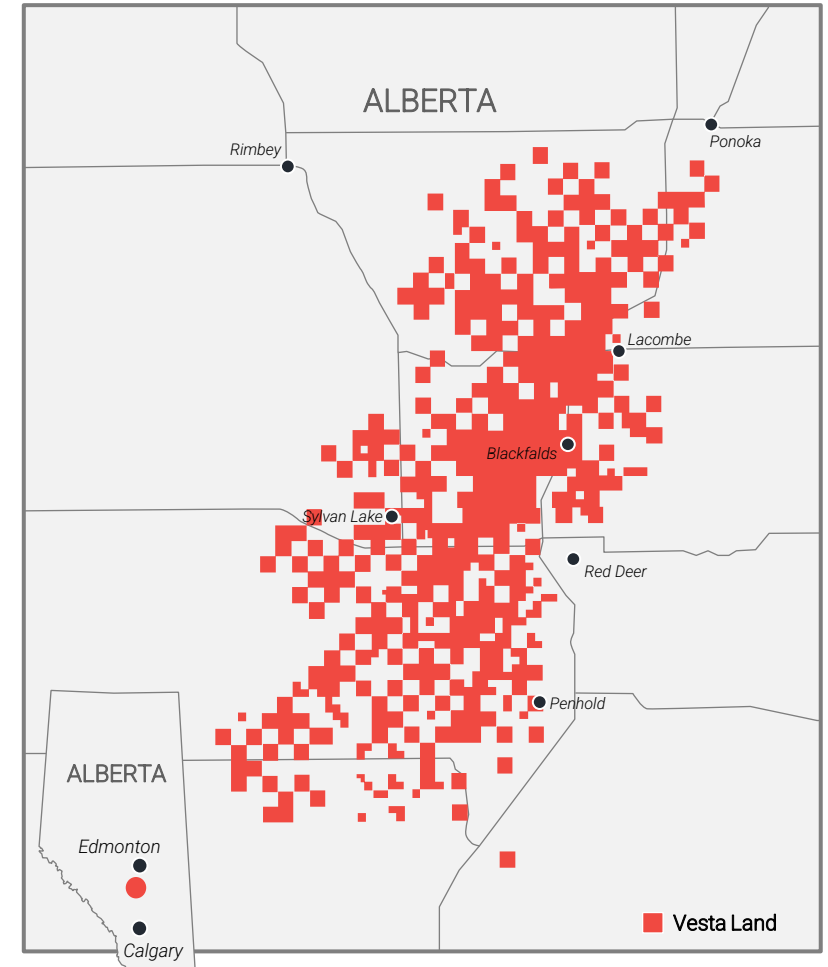 ALBERTA
Ponoka
Rimbey
Lacombe
Blackfalds
Sylvan Lake
Red Deer
Penhold
ALBERTA
Edmonton
Calgary
Vesta Land